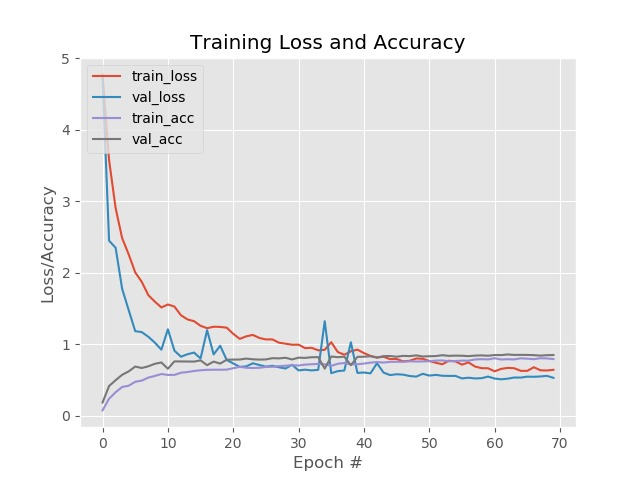 Training Loss and Accuracy
5
4
3
2
1
0
Loss/Accuracy
train_loss
val_loss
train_acc
val_acc
0 10 20 30 40 50 60 70
Epoch #